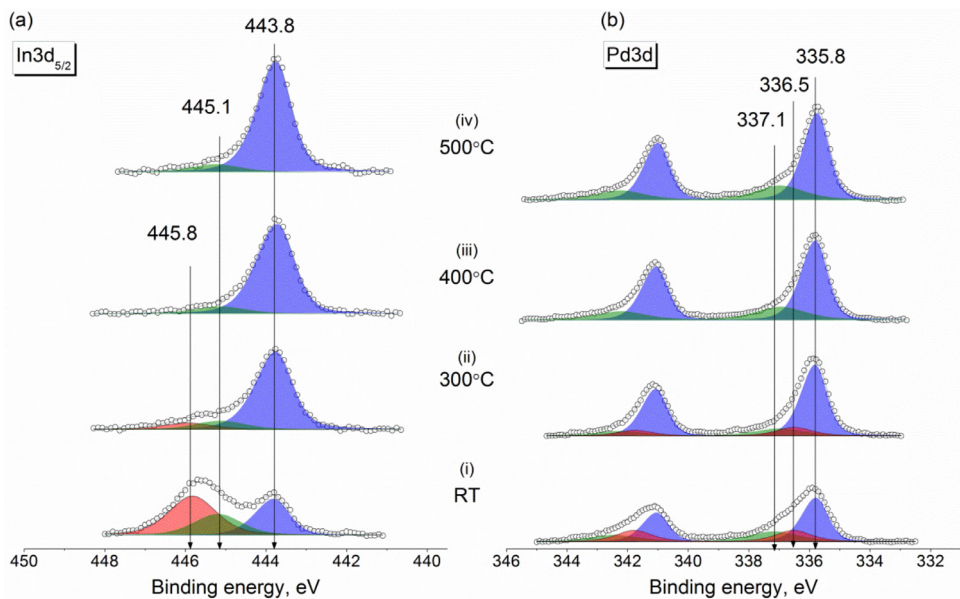 (a)
In3d5/2
443.8
445.1
445.8
(b)
Pd3d
335.8
336.5
337.1
(iv)
500°C
(iii)
400°C
(ii)
300°C
(i)
RT
450 448 446 444 442 440
Binding energy, eV
346 344 342 340 338 336 334 332
Binding energy, eV